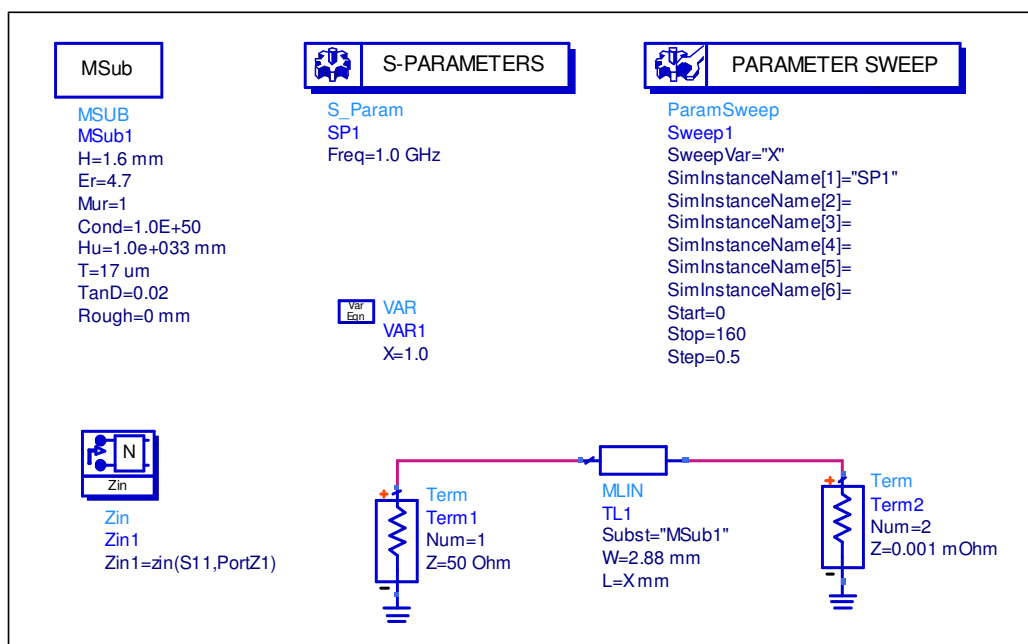 MSub
MSUB
MSub1
H=1.6 mm
Er=4.7
Mur=1
Cond=1.0E+50
Hu=1.0e+033 mm
T=17 um
TanD=0.02
Rough=0 mm
S-PARAMETERS
S_Param
SP1
Freq=1.0 GHz
PARAMETER SWEEP
ParamSweep
Sweep1
SweepVar="X"
SimInstanceName[1]="SP1"
SimInstanceName[2]=
SimInstanceName[3]=
SimInstanceName[4]=
SimInstanceName[5]=
SimInstanceName[6]=
Start=0
Stop=160
Step=0.5
Var
Eqn
VAR
VAR1
X=1.0
N
Zin
Zin
Zin1
Zin1=zin(S11,PortZ1)
Term
Term1
Num=1
Z=50 Ohm
MLIN
TL1
Subst="MSub1"
W=2.88 mm
L=X mm
Term
Term2
Num=2
Z=0.001 mOhm